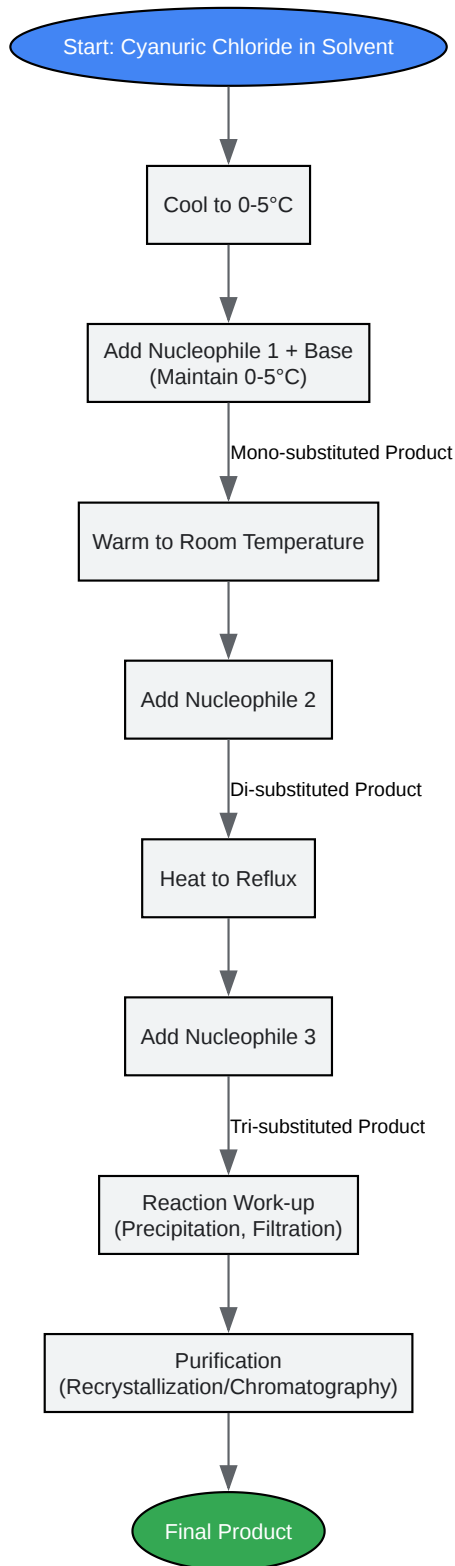 Start: Cyanuric Chloride in Solvent
Cool to 0-5°C
Add Nucleophile 1 + Base
(Maintain 0-5°C)
Mono-substituted Product
Warm to Room Temperature
Add Nucleophile 2
Di-substituted Product
Heat to Reflux
Add Nucleophile 3
Tri-substituted Product
Reaction Work-up
(Precipitation, Filtration)
Purification
(Recrystallization/Chromatography)
Final Product